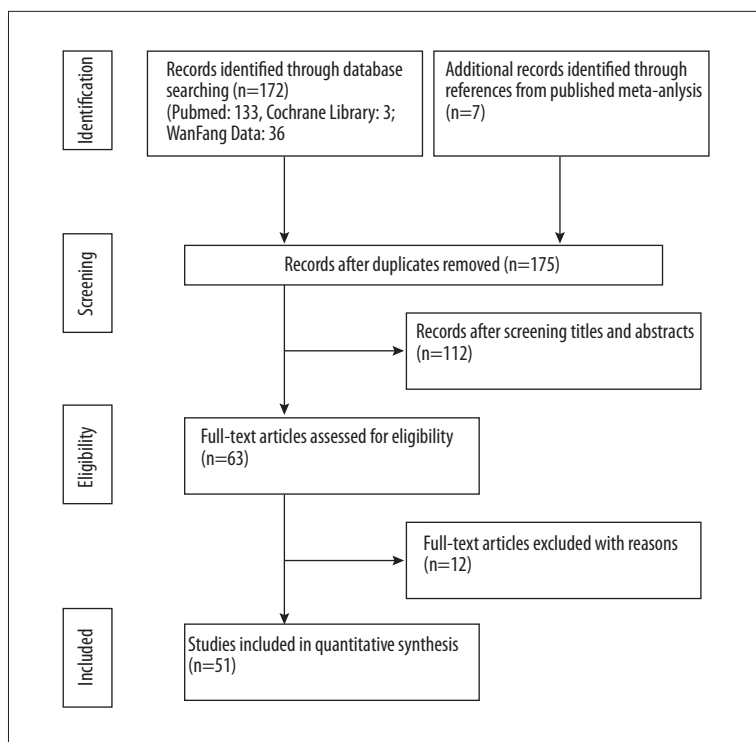 Identification
Records identified through database
searching (n=172)
(Pubmed: 133, Cochrane Library: 3;
WanFang Data: 36
Additional records identified through
references from published meta-anlysis
(n=7)
Screening
Records after duplicates removed (n=175)
Records after screening titles and abstracts
(n=112)
Eligibility
Full-text articles assessed for eligibility
(n=63)
Full-text articles excluded with reasons
(n=12)
Included
Studies included in quantitative synthesis
(n=51)